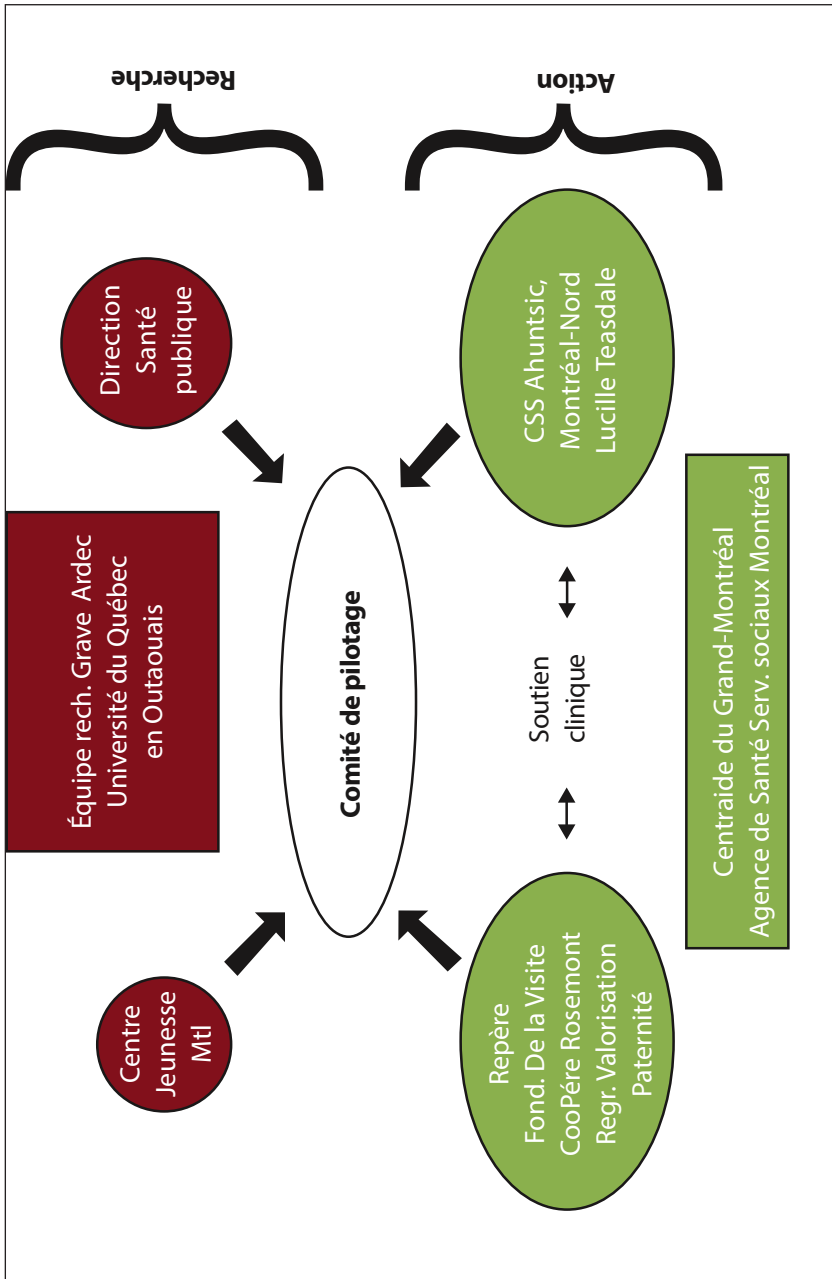 Équipe rech. Grave Ardec
Université du Québec
en Outaouais
Centre
Jeunesse
Mtl
Direction
Santé
publique
Recherche
Comité de pilotage
Repère
Fond. De la Visite
CooPére Rosemont
Regr. Valorisation
Paternité
Soutien
clinique
CSS Ahuntsic,
Montréal-Nord
Lucille Teasdale
Action
Centraide du Grand-Montréal
Agence de Santé Serv. sociaux Montréal